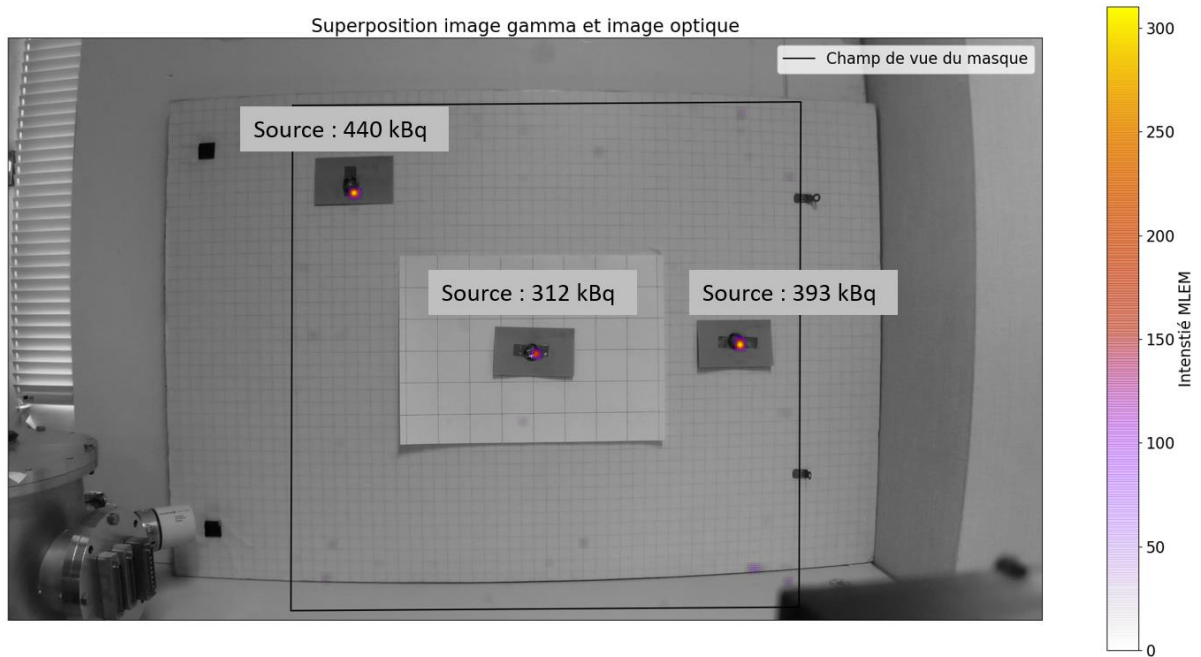 Superposition image gamma et image optique
Champ de vue du masque
Source : 440 kBq
Source : 312 kBq
Source : 393 kBq
300
250
200
150
100
50
0
Intenstié MLEM